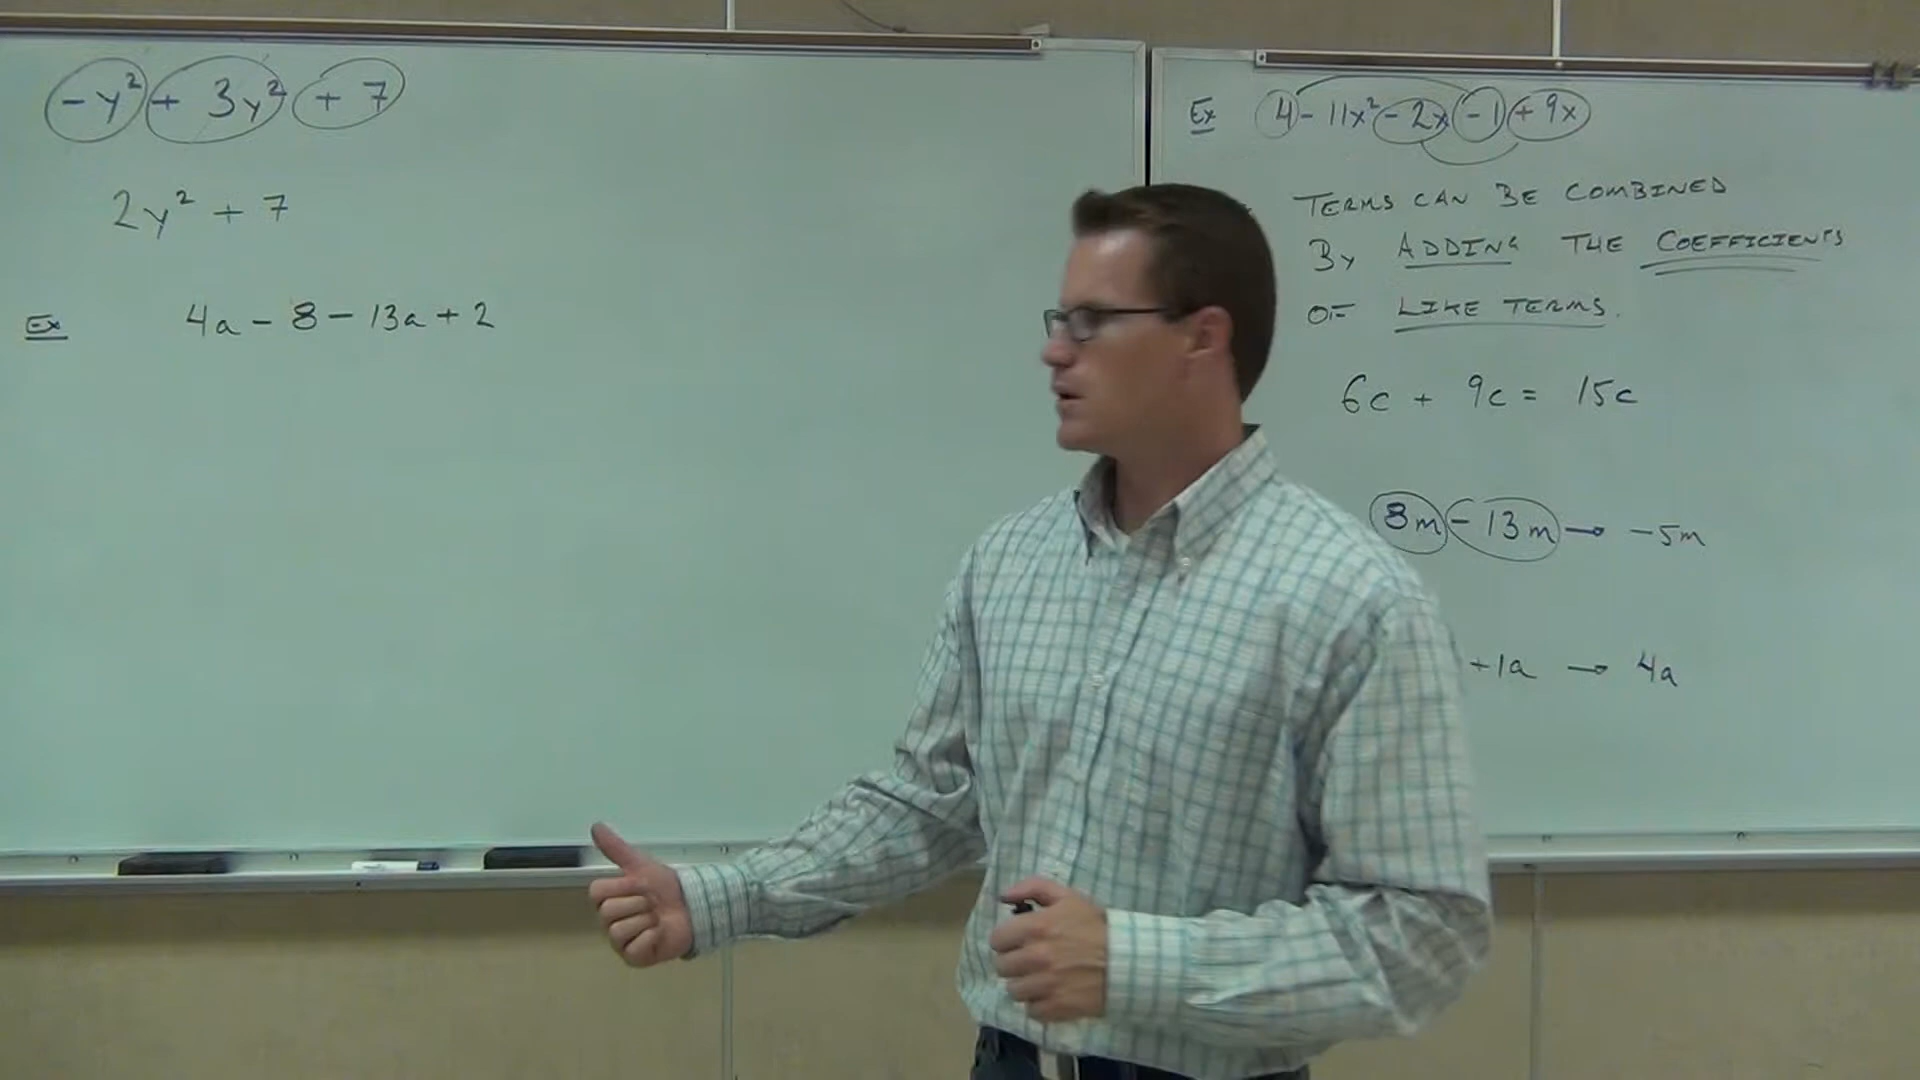 -y² + 3y² + 7
2y² + 7
Ex 4a - 8 - 13a + 2
Ex 4 - 11x² - 2x - 1 + 9x
TERMS CAN BE COMBINED
BY ADDING THE COEFFICIENTS
OF LIKE TERMS.
6c + 9c = 15c
8m - 13m → -5m
+1a → 4a